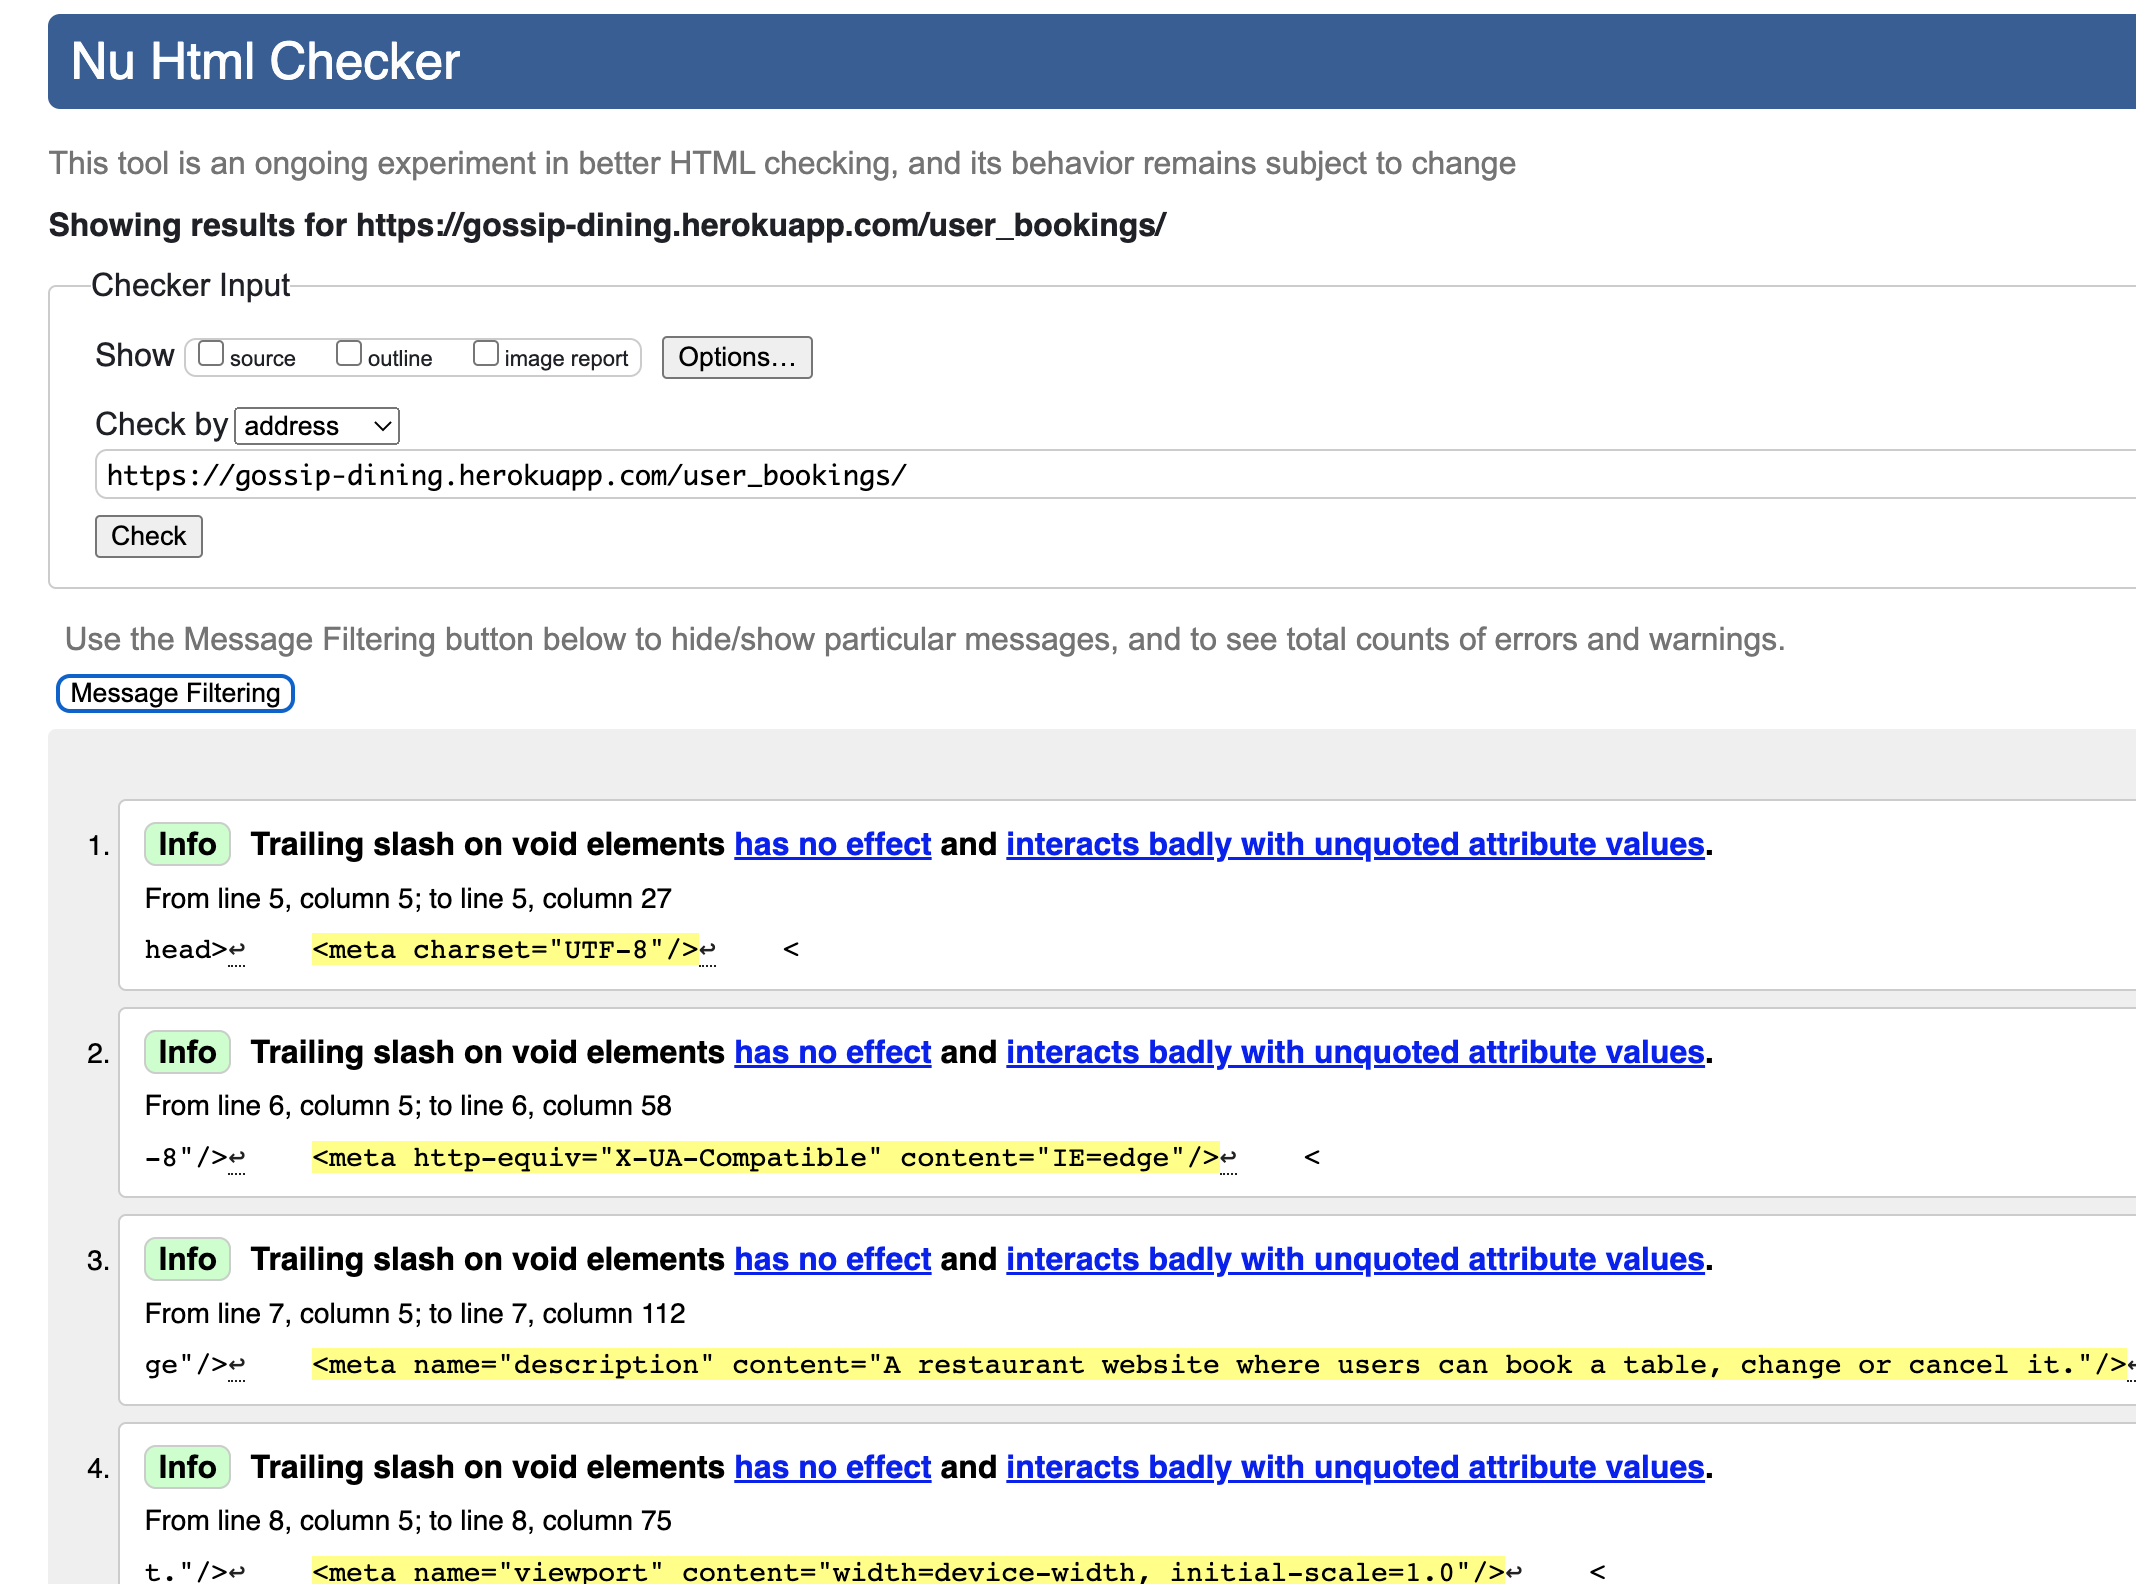 Nu Html Checker
This tool is an ongoing experiment in better HTML checking, and its behavior remains subject to change
Showing results for https://gossip-dining.herokuapp.com/user_bookings/
Checker Input
Show source outline image report Options...
Check by address
https://gossip-dining.herokuapp.com/user_bookings/
Check
Use the Message Filtering button below to hide/show particular messages, and to see total counts of errors and warnings.
Message Filtering
1. Info Trailing slash on void elements has no effect and interacts badly with unquoted attribute values.
From line 5, column 5; to line 5, column 27
head>↩ <meta charset="UTF-8"/>↩ <
2. Info Trailing slash on void elements has no effect and interacts badly with unquoted attribute values.
From line 6, column 5; to line 6, column 58
-8"/>↩ <meta http-equiv="X-UA-Compatible" content="IE=edge"/>↩ <
3. Info Trailing slash on void elements has no effect and interacts badly with unquoted attribute values.
From line 7, column 5; to line 7, column 112
ge"/>↩ <meta name="description" content="A restaurant website where users can book a table, change or cancel it."/>↩
4. Info Trailing slash on void elements has no effect and interacts badly with unquoted attribute values.
From line 8, column 5; to line 8, column 75
t."/>↩ <meta name="viewport" content="width=device-width, initial-scale=1.0"/>↩ <